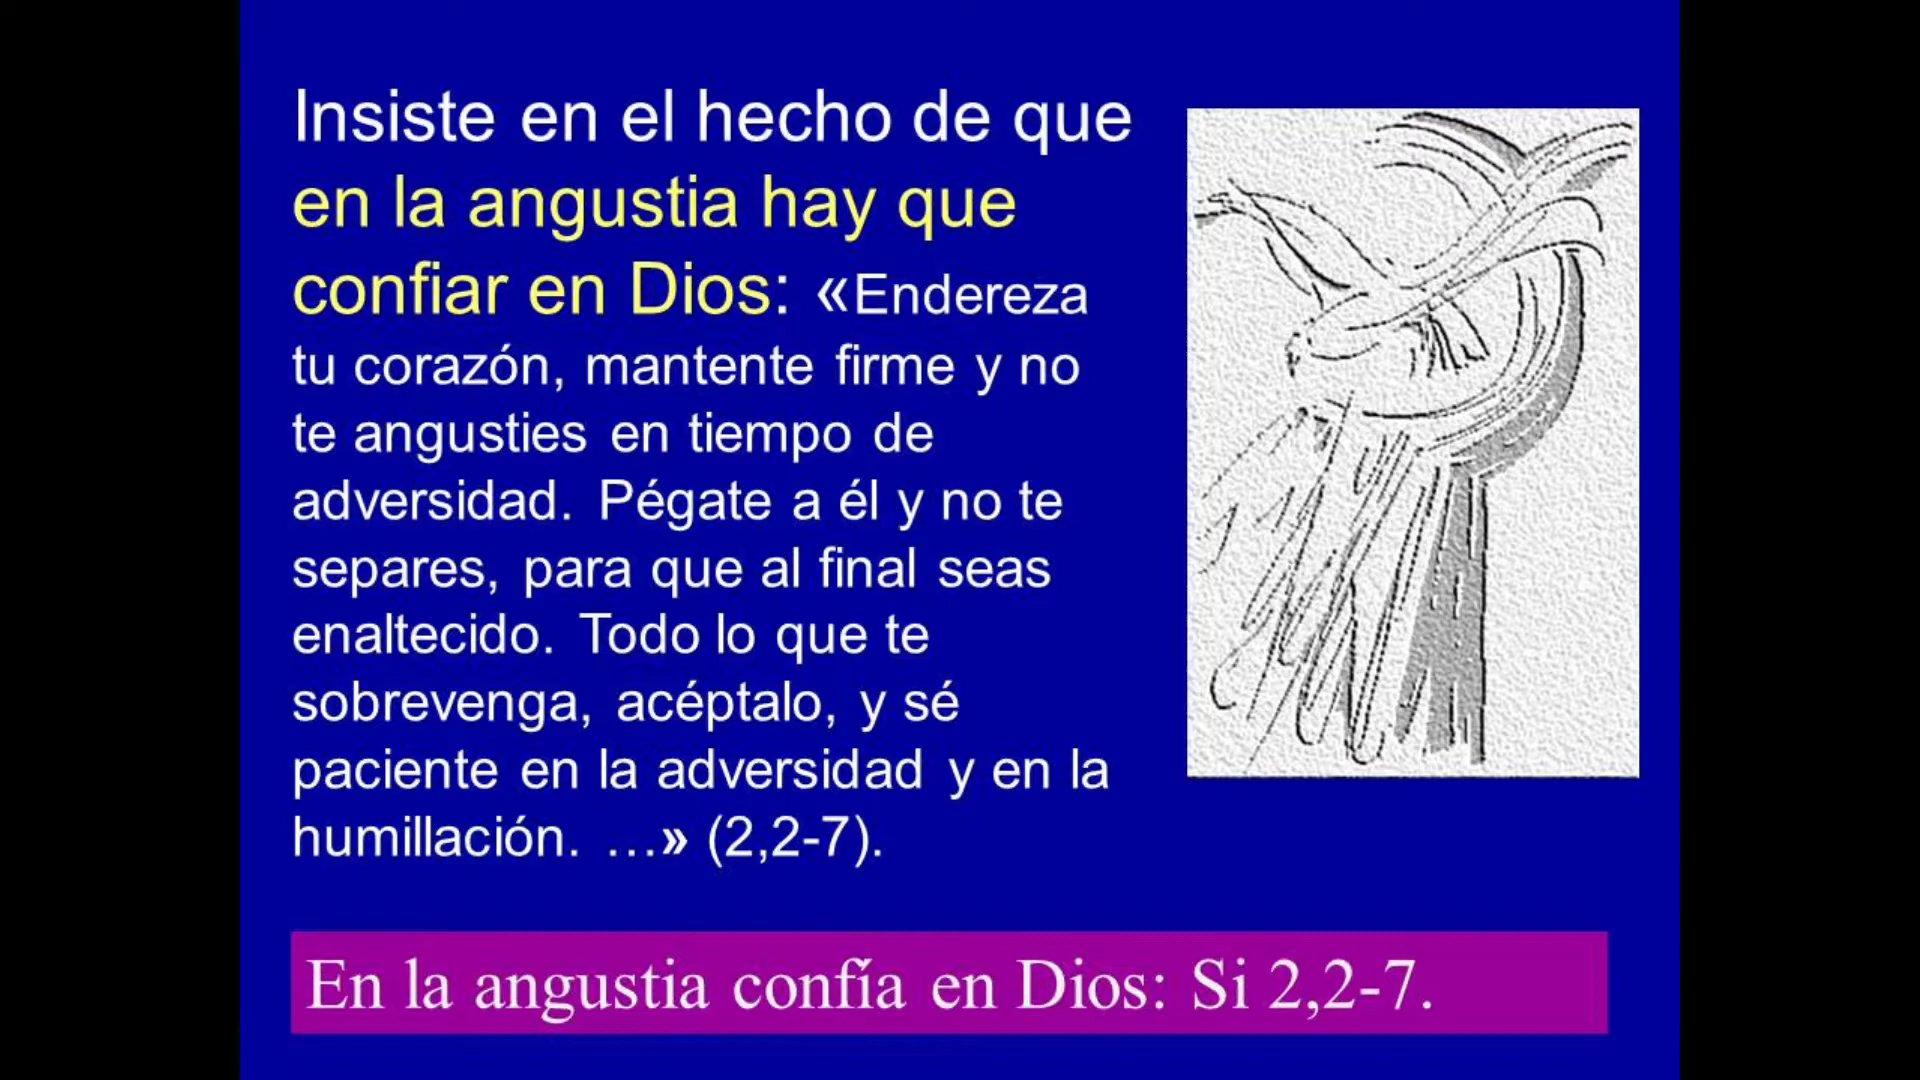 Insiste en el hecho de que
en la angustia hay que
confiar en Dios: «Endereza
tu corazón, mantente firme y no
te angusties en tiempo de
adversidad. Pégate a él y no te
separes, para que al final seas
enaltecido. Todo lo que te
sobrevenga, acéptalo, y sé
paciente en la adversidad y en la
humillación. …» (2,2-7).
En la angustia confía en Dios: Si 2,2-7.